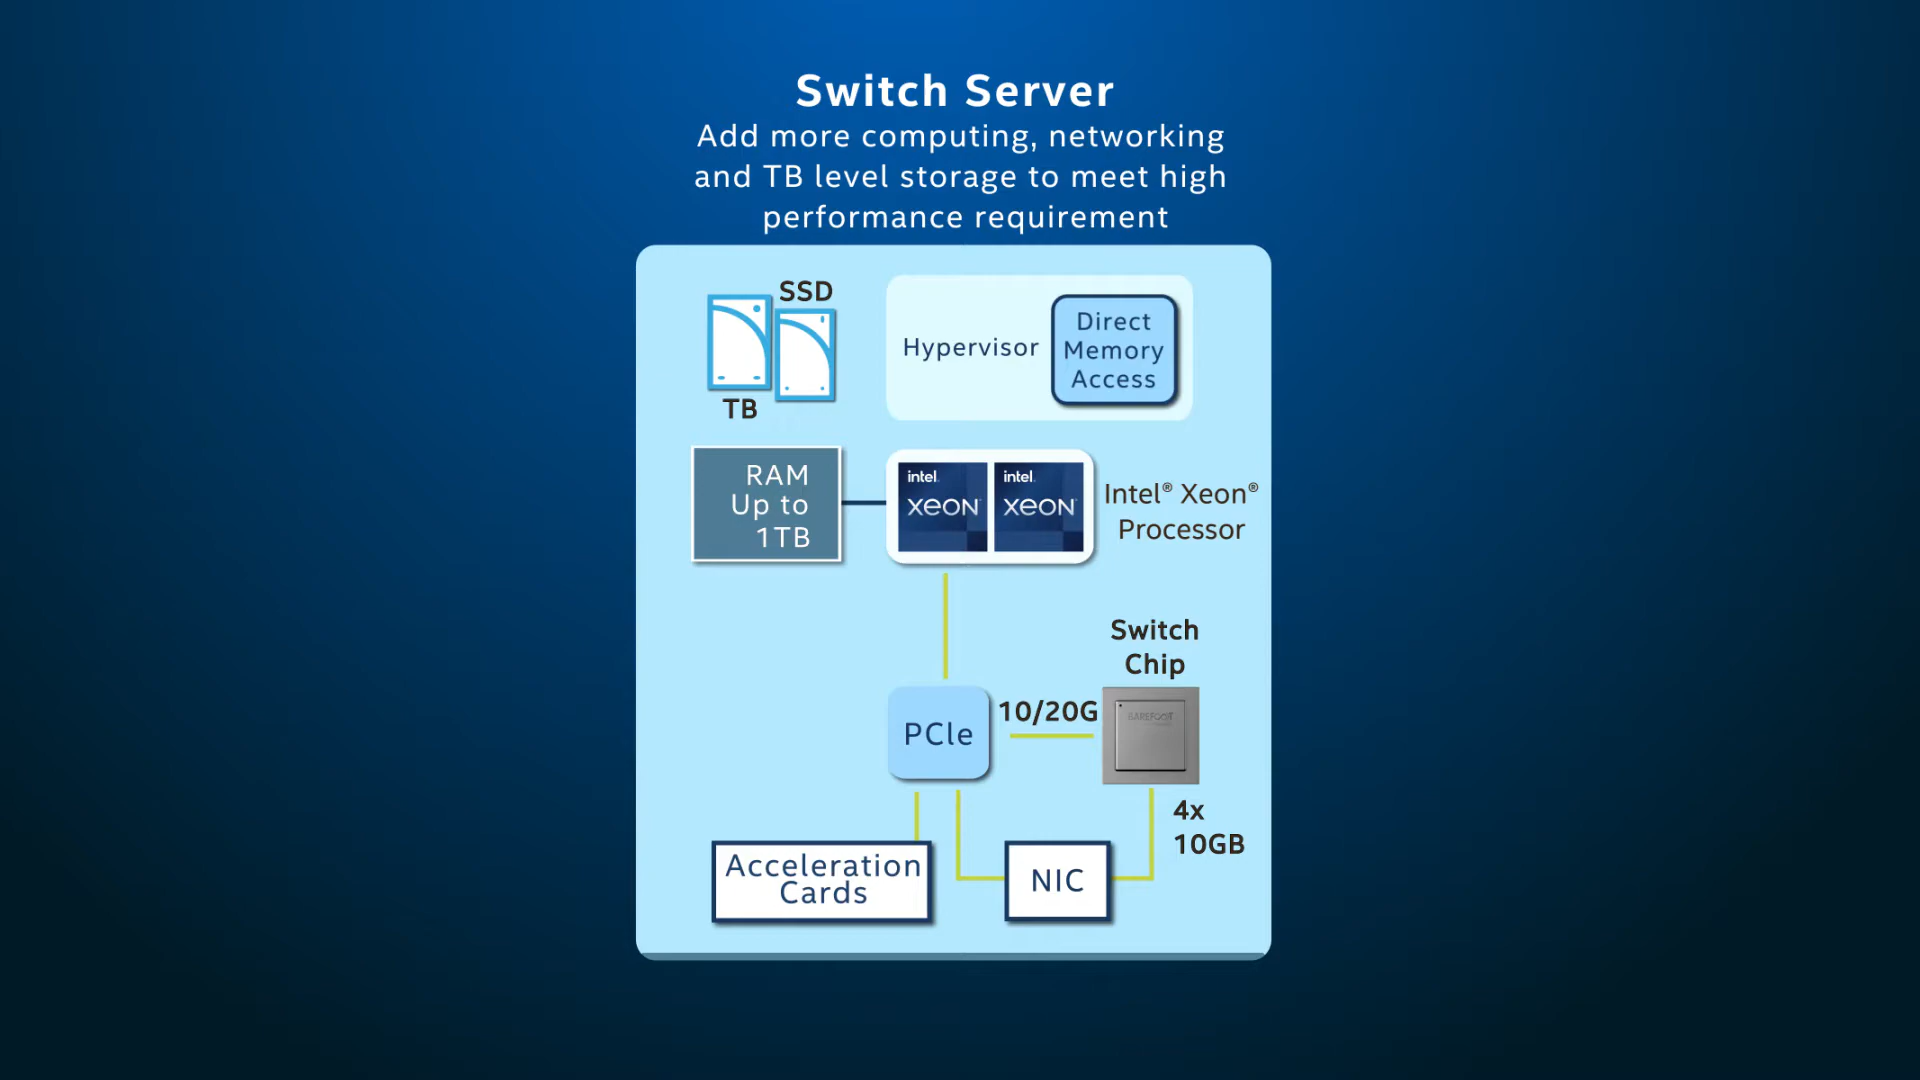 Switch Server
Add more computing, networking
and TB level storage to meet high
performance requirement
SSD
TB
Hypervisor
Direct
Memory
Access
RAM
Up to
1TB
intel.
xeon
intel.
xeon
Intel® Xeon®
Processor
Switch
Chip
PCle
10/20G
BAREFOOT
4x
10GB
Acceleration
Cards
NIC